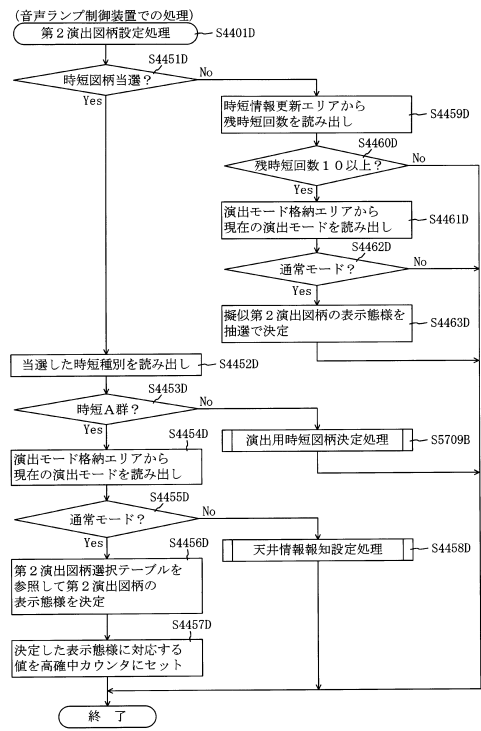 (音声ランプ制御装置での処理)
第2演出図柄設定処理
S4401D
S4451D
時短図柄当選?
No
Yes
時短情報更新エリアから
残時短回数を読み出し
S4459D
S4460D
残時短回数10以上?
No
Yes
演出モード格納エリアから
現在の演出モードを読み出し
S4461D
S4462D
通常モード?
No
Yes
擬似第2演出図柄の表示態様を
抽選で決定
S4463D
当選した時短種別を読み出し
S4452D
S4453D
時短A群?
No
Yes
演出用時短図柄決定処理
S5709B
S4454D
演出モード格納エリアから
現在の演出モードを読み出し
S4455D
通常モード?
No
Yes
天井情報報知設定処理
S4458D
S4456D
第2演出図柄選択テーブルを
参照して第2演出図柄の
表示態様を決定
S4457D
決定した表示態様に対応する
値を高確中カウンタにセット
終 了